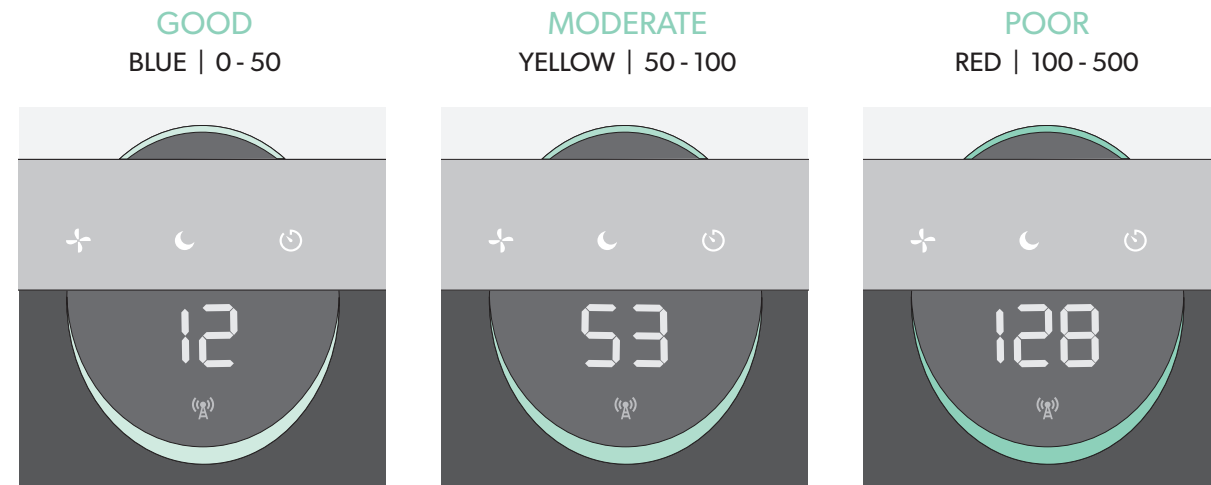 GOOD
BLUE | 0 - 50
12
MODERATE
YELLOW | 50 - 100
53
POOR
RED | 100 - 500
128